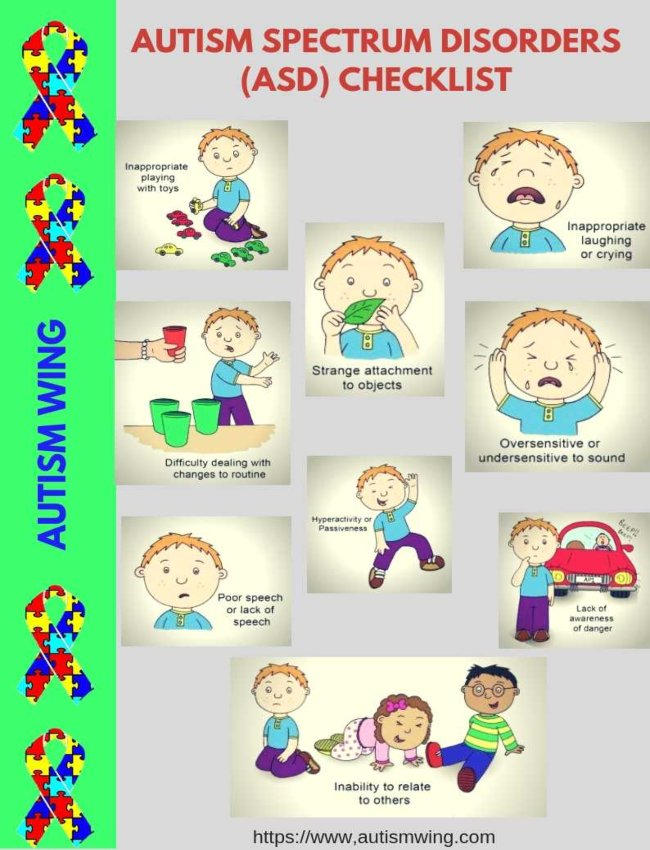 AUTISM SPECTRUM DISORDERS
(ASD) CHECKLIST
AUTISM WING
Inappropriate
playing
with toys
Inappropriate
laughing
or crying
Strange attachment
to objects
Difficulty dealing with
changes to routine
Oversensitive or
undersensitive to sound
Hyperactivity or
Passiveness
Poor speech
or lack of
speech
BEEP!!
Lack of
awareness
of danger
Inability to relate
to others
https://www,autismwing.com